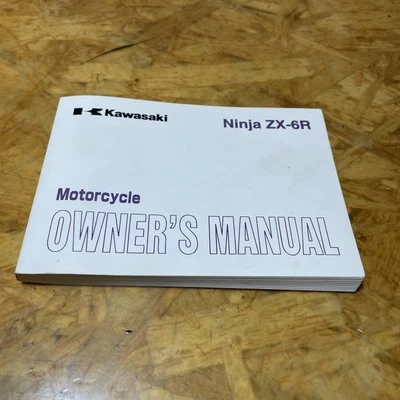 Kawasaki
Ninja ZX-6R
Motorcycle
OWNER'S MANUAL